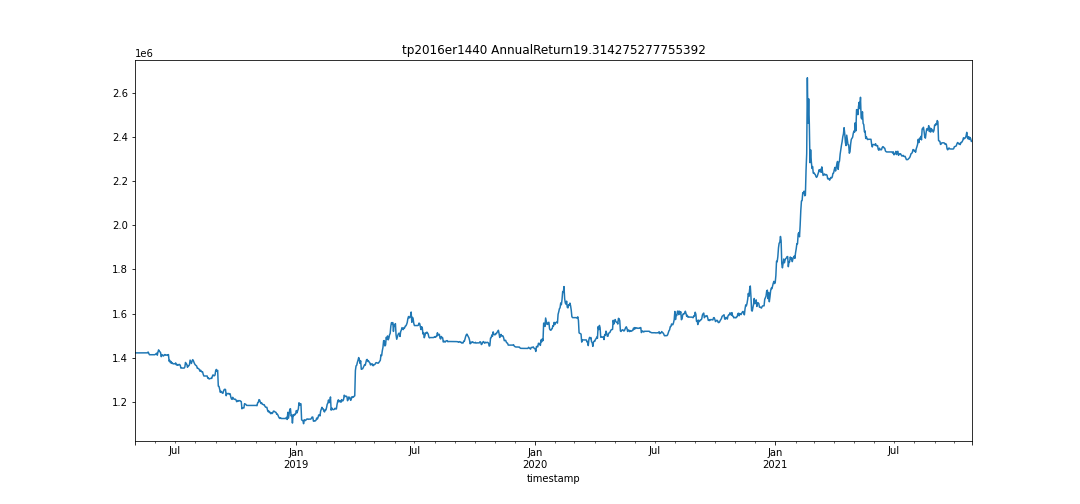 tp2016er1440 AnnualReturn19.314275277755392
1e6
2.6
2.4
2.2
2.0
1.8
1.6
1.4
1.2
Jul
Jan
2019
Jul
Jan
2020
Jul
Jan
2021
Jul
timestamp